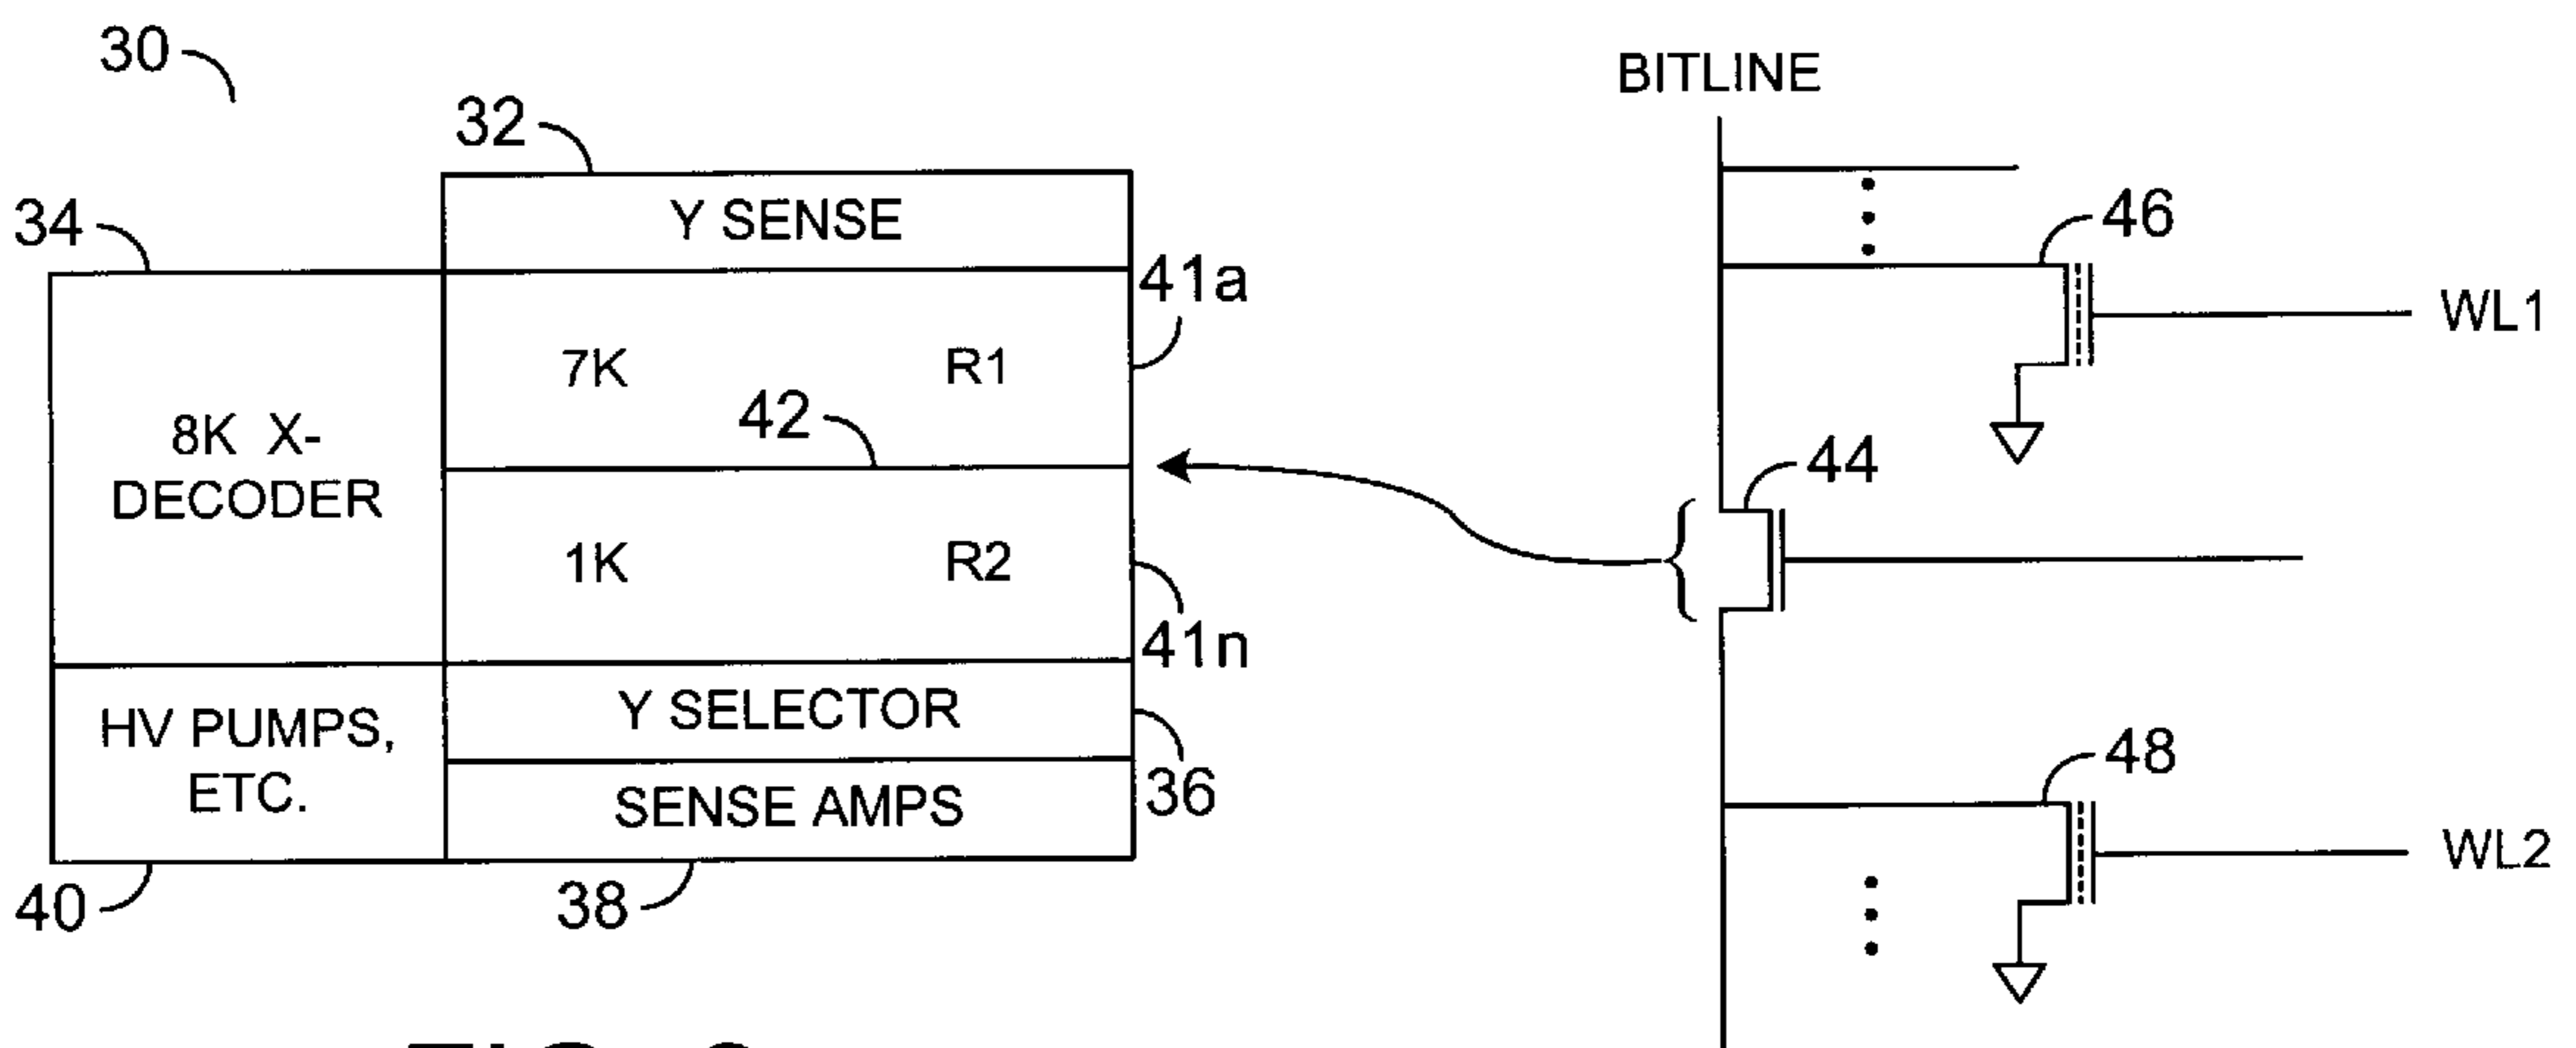 30
32
Y SENSE
34
41a
7K R1
42
8K X-
DECODER
1K R2
41n
Y SELECTOR
HV PUMPS,
ETC.
36
SENSE AMPS
40
38
BITLINE
46
WL1
44
48
WL2